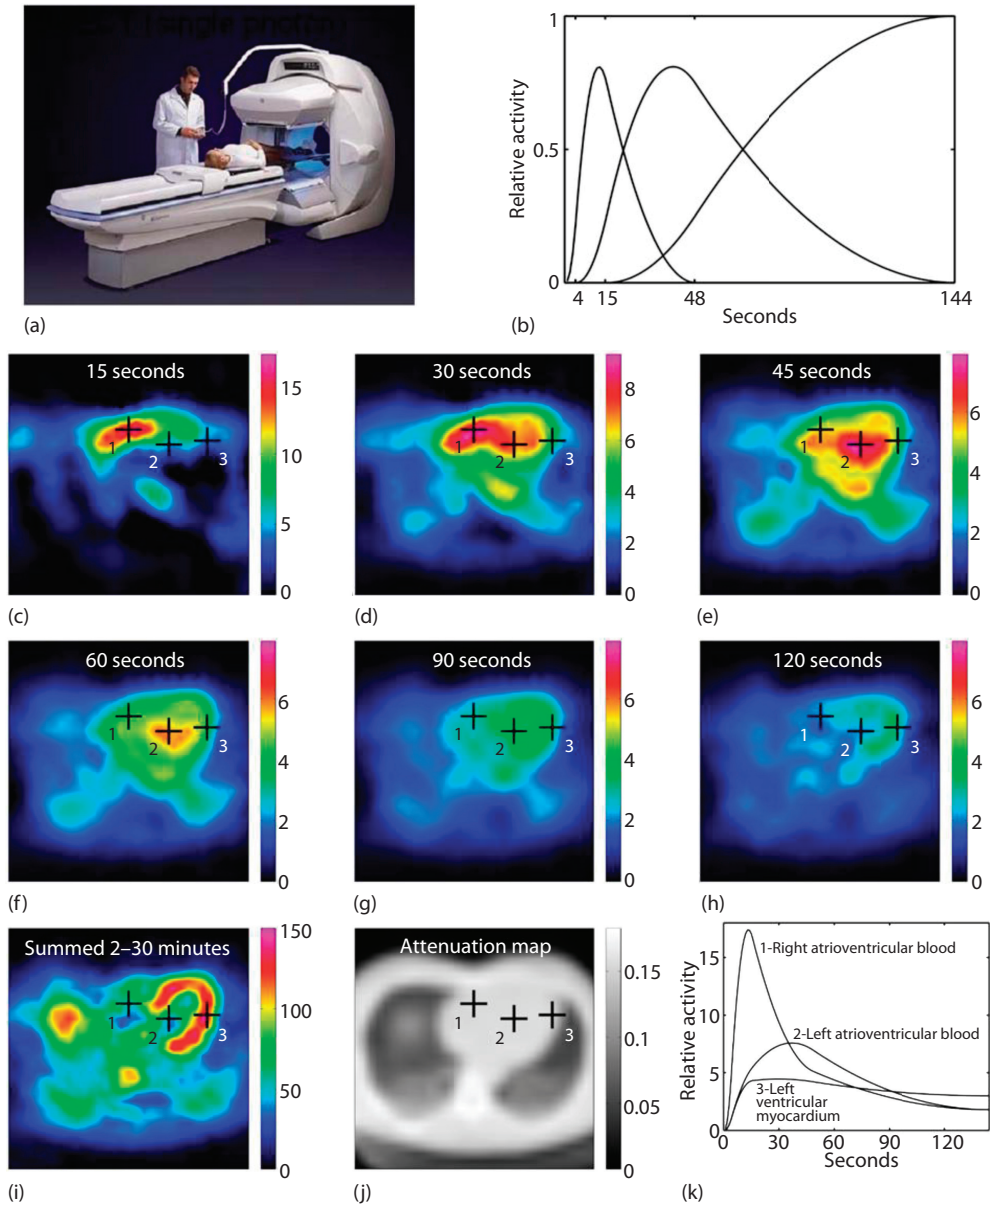 (single photon)
(a)
1
0.5
0
Relative activity
4 15 48 144
Seconds
(b)
15 seconds
1 2 3
15
10
5
0
(c)
30 seconds
1 2 3
8
6
4
2
0
(d)
45 seconds
1 2 3
6
4
2
0
(e)
60 seconds
1 2 3
6
4
2
0
(f)
90 seconds
1 2 3
6
4
2
0
(g)
120 seconds
1 2 3
6
4
2
0
(h)
Summed 2–30 minutes
1 2 3
150
100
50
0
(i)
Attenuation map
1 2 3
0.15
0.1
0.05
0
(j)
15
10
5
0
Relative activity
1-Right atrioventricular blood
2-Left atrioventricular blood
3-Left
ventricular
myocardium
0 30 60 90 120
Seconds
(k)